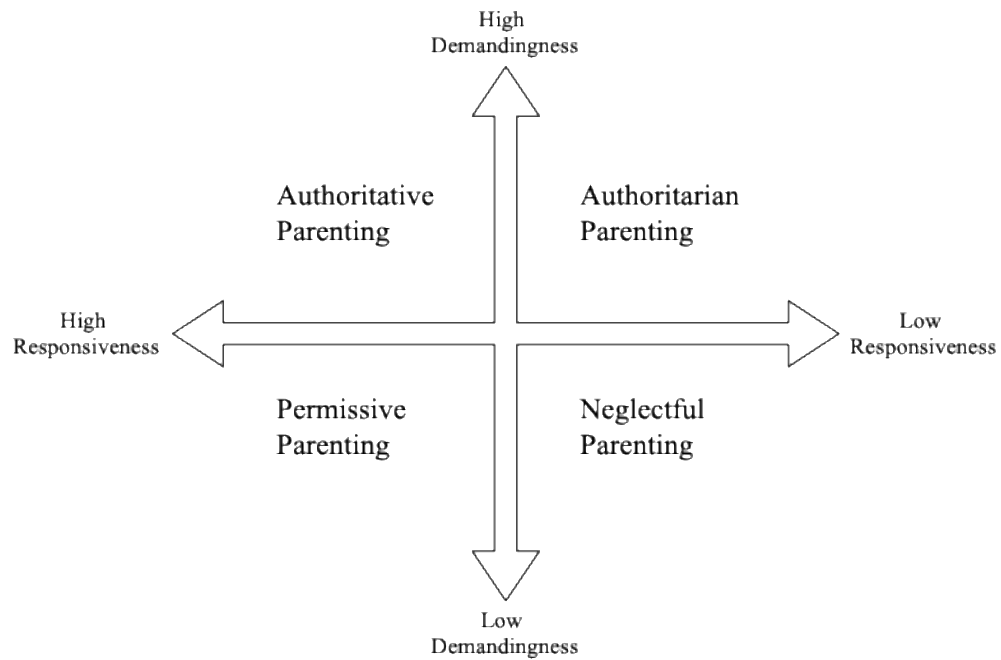 High
Demandingness
Authoritative
Parenting
Authoritarian
Parenting
High
Responsiveness
Low
Responsiveness
Permissive
Parenting
Neglectful
Parenting
Low
Demandingness